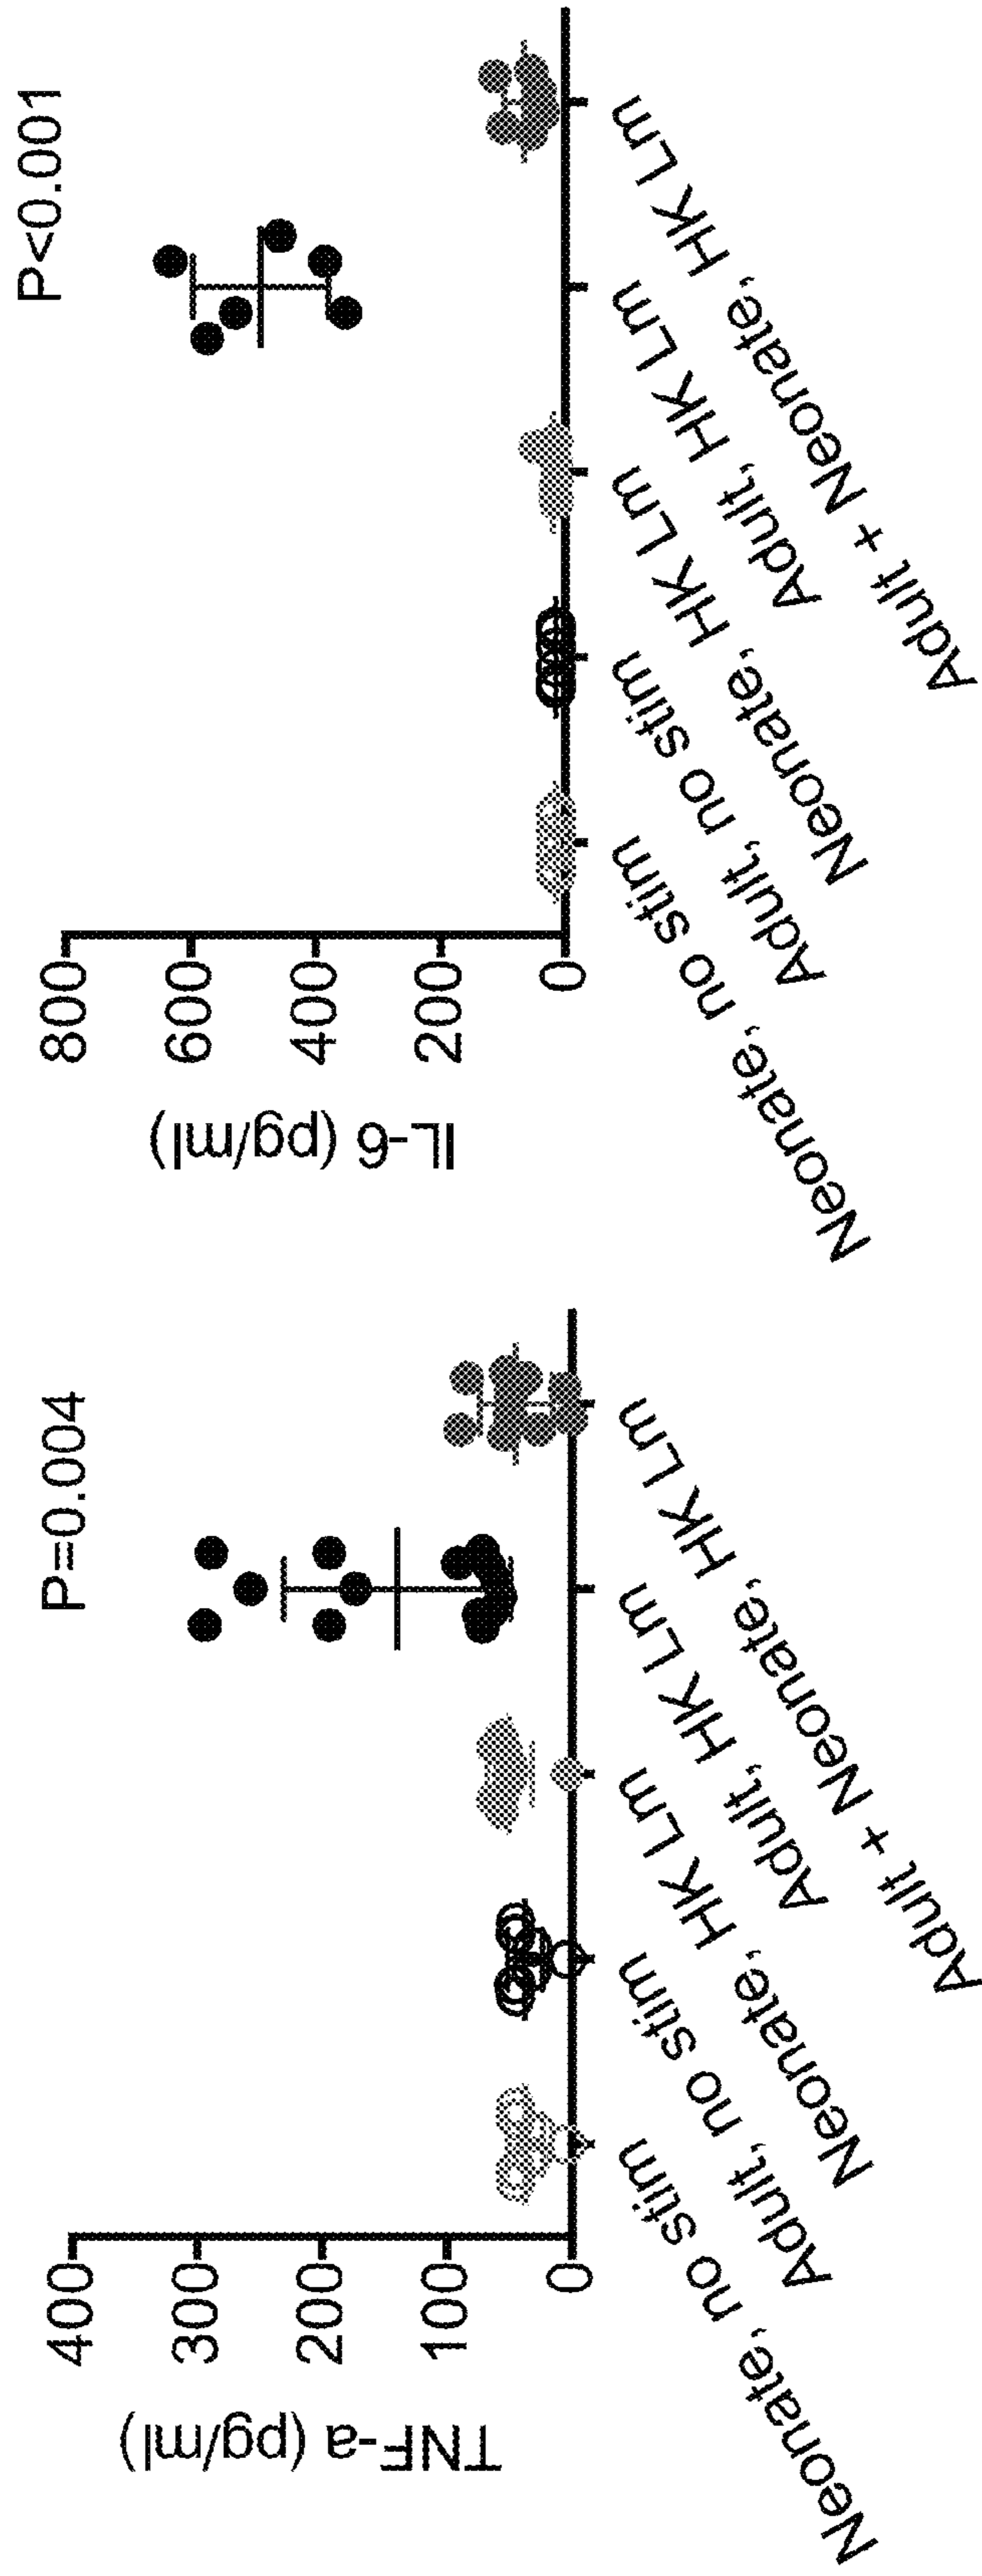 P=0.004
TNF-a (pg/ml)
400
300
200
100
0
Neonate, no stim
Adult, no stim
Neonate, HK Lm
Adult, HK Lm
Adult + Neonate, HK Lm
P<0.001
IL-6 (pg/ml)
800
600
400
200
0
Neonate, no stim
Adult, no stim
Neonate, HK Lm
Adult, HK Lm
Adult + Neonate, HK Lm